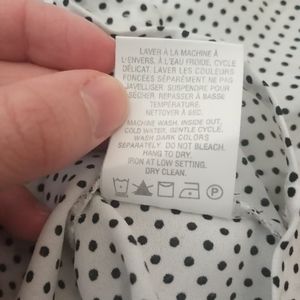 LAVER À LA MACHINE À
L'ENVERS, À L'EAU FROIDE, CYCLE
DÉLICAT. LAVER LES COULEURS
FONCÉES SÉPARÉMENT. NE PAS
JAVELLISER. SUSPENDRE POUR
SÉCHER. REPASSER À BASSE
TEMPÉRATURE.
NETTOYER À SEC.
MACHINE WASH, INSIDE OUT,
COLD WATER, GENTLE CYCLE.
WASH DARK COLORS
SEPARATELY. DO NOT BLEACH.
HANG TO DRY.
IRON AT LOW SETTING.
DRY CLEAN.